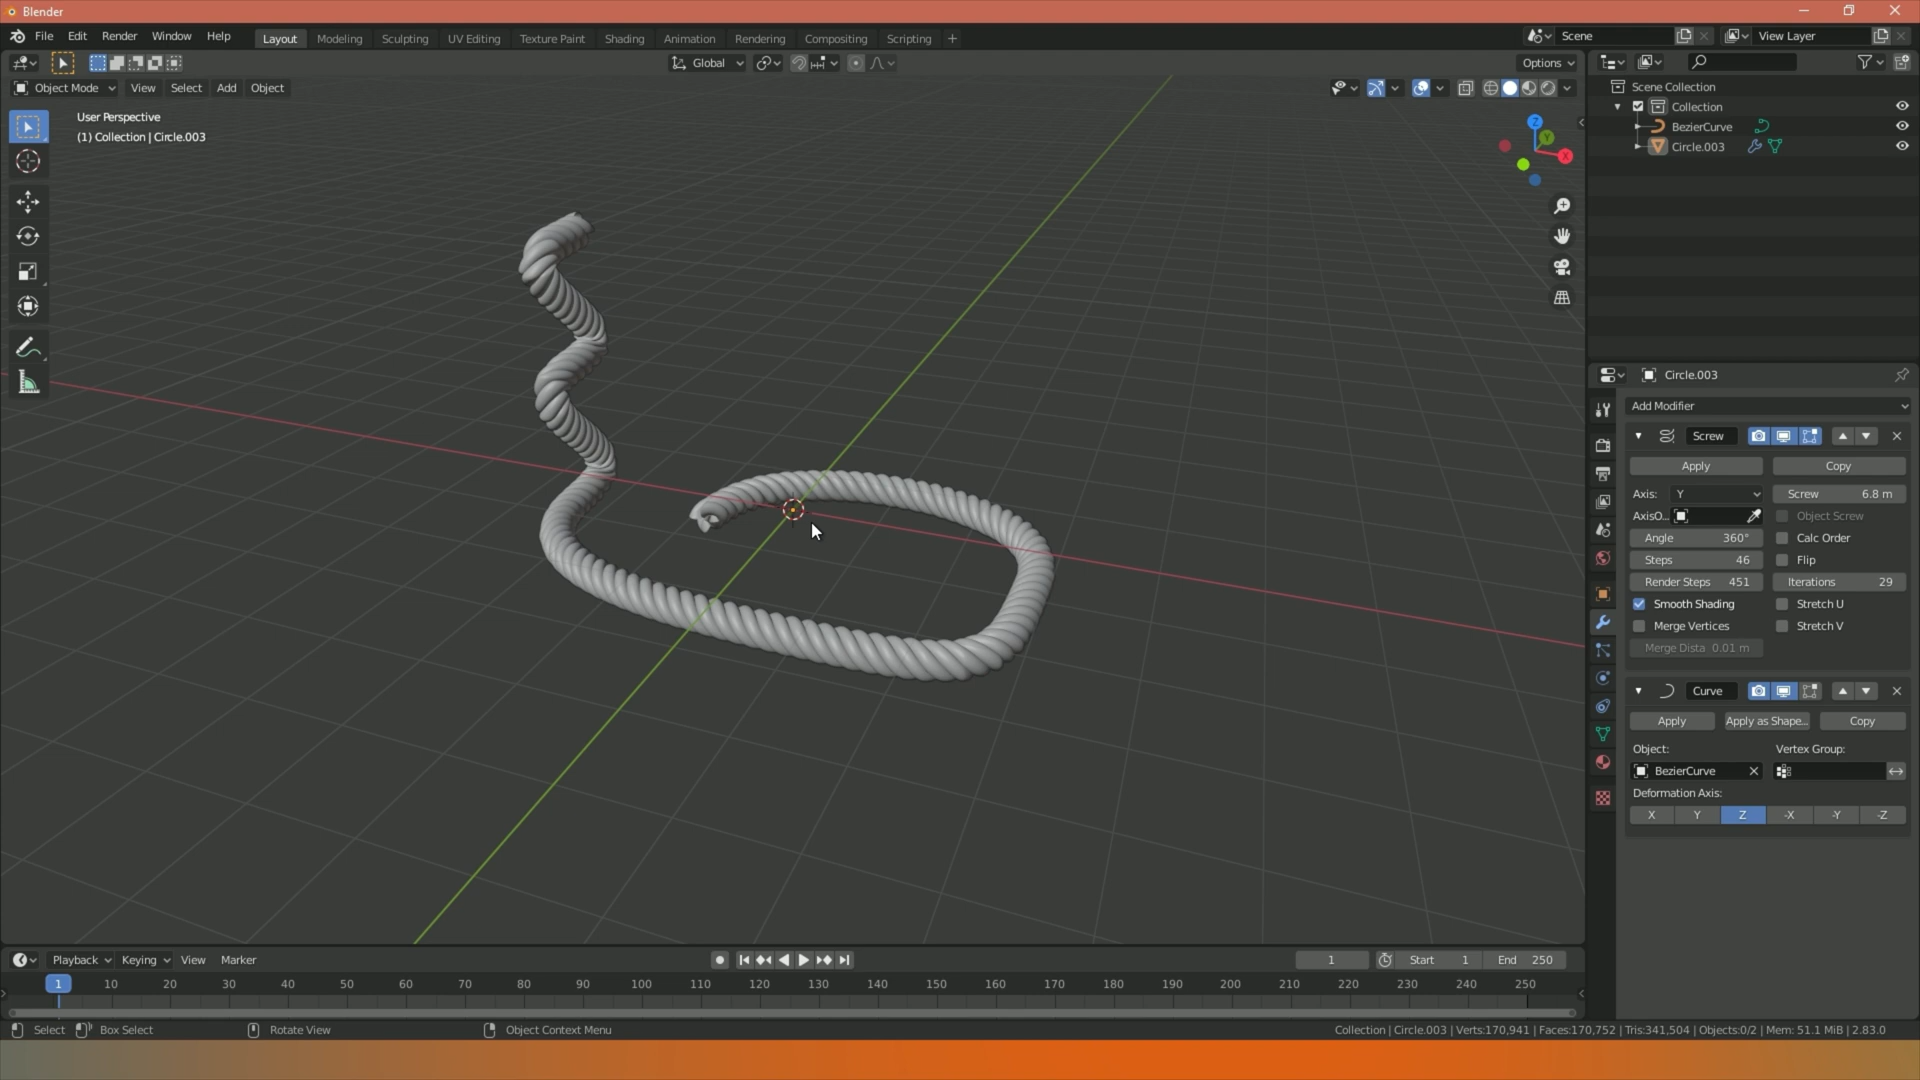 Blender
File Edit Render Window Help Layout Modeling Sculpting UV Editing Texture Paint Shading Animation Rendering Compositing Scripting + Scene View Layer
Global Options
Object Mode View Select Add Object
User Perspective
(1) Collection | Circle.003
Z
Y
X
Scene Collection
Collection
BezierCurve
Circle.003
Circle.003
Add Modifier
Screw
Apply Copy
Axis: Y Screw 6.8 m
AxisO... Object Screw
Angle 360° Calc Order
Steps 46 Flip
Render Steps 451 Iterations 29
Smooth Shading Stretch U
Merge Vertices Stretch V
Merge Dista 0.01 m
Curve
Apply Apply as Shape... Copy
Object: Vertex Group:
BezierCurve
Deformation Axis:
X Y Z -X -Y -Z
Playback Keying View Marker 1 Start 1 End 250
1 10 20 30 40 50 60 70 80 90 100 110 120 130 140 150 160 170 180 190 200 210 220 230 240 250
Select Box Select Rotate View Object Context Menu Collection | Circle.003 | Verts:170,941 | Faces:170,752 | Tris:341,504 | Objects:0/2 | Mem: 51.1 MiB | 2.83.0